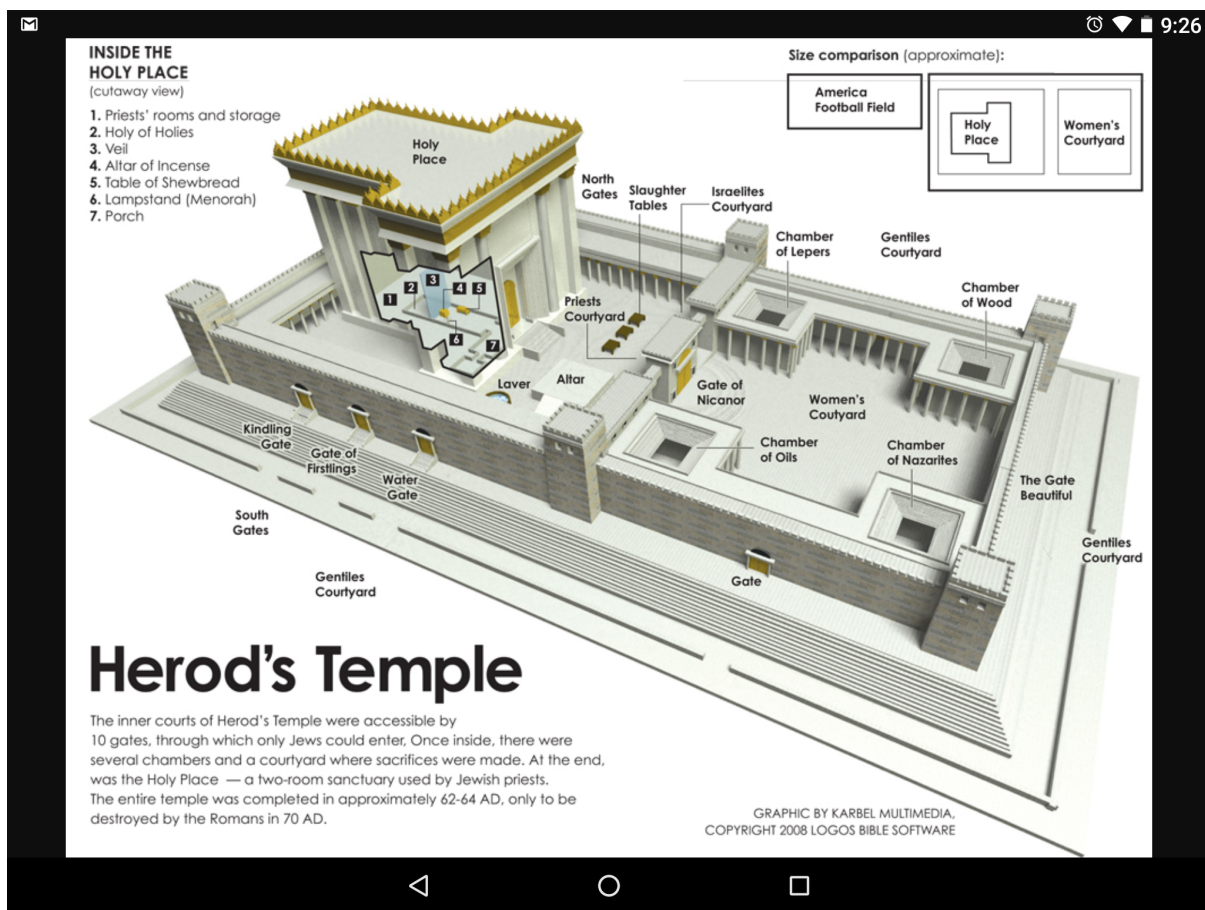 9:26
INSIDE THE
HOLY PLACE
(cutaway view)
1. Priests' rooms and storage
2. Holy of Holies
3. Veil
4. Altar of Incense
5. Table of Shewbread
6. Lampstand (Menorah)
7. Porch
Size comparison (approximate):
America
Football Field
Holy
Place
Women's
Courtyard
Holy
Place
North
Gates
Slaughter
Tables
Israelites
Courtyard
Chamber
of Lepers
Gentiles
Courtyard
Chamber
of Wood
1
2
3
4
5
6
7
Priests
Courtyard
Laver
Altar
Gate of
Nicanor
Women's
Coutyard
Kindling
Gate
Gate of
Firstlings
Water
Gate
Chamber
of Oils
Chamber
of Nazarites
The Gate
Beautiful
South
Gates
Gentiles
Courtyard
Gate
Gentiles
Courtyard
Herod's Temple
The inner courts of Herod's Temple were accessible by
10 gates, through which only Jews could enter, Once inside, there were
several chambers and a courtyard where sacrifices were made. At the end,
was the Holy Place — a two-room sanctuary used by Jewish priests.
The entire temple was completed in approximately 62-64 AD, only to be
destroyed by the Romans in 70 AD.
GRAPHIC BY KARBEL MULTIMEDIA,
COPYRIGHT 2008 LOGOS BIBLE SOFTWARE